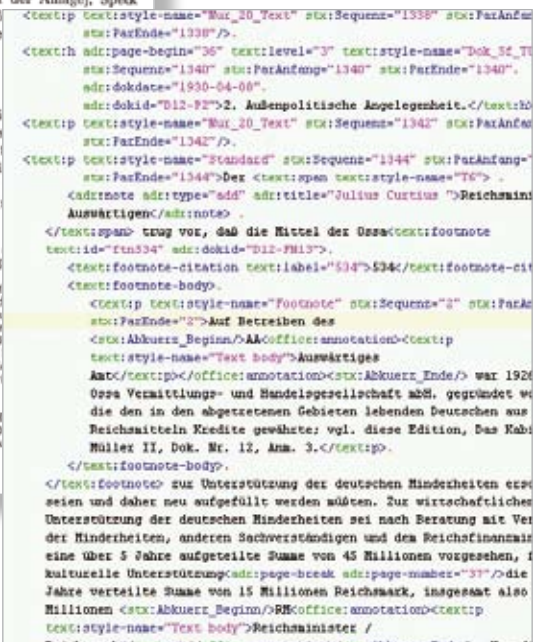 der Anlage), Speck
<text:p text:style-name="Nur_20_Text" stx:Sequenz="1338" stx:ParAnfan
stx:ParEnde="1338"/>.
<text:h adr:page-begin="36" text:level="3" text:style-name="Dok_Sf_TU
stx:Sequenz="1340" stx:ParAnfang="1340" stx:ParEnde="1340".
adr:dokdate="1930-04-08".
adr:dokid="D12-P2">2. Außenpolitische Angelegenheit.</text:h>
<text:p text:style-name="Nur_20_Text" stx:Sequenz="1342" stx:ParAnfan
stx:ParEnde="1342"/>.
<text:p text:style-name="Standard" stx:Sequenz="1344" stx:ParAnfang="
stx:ParEnde="1344">Der <text:span text:style-name="T6"> .
<adr:note adr:type="add" adr:title="Julius Curtius ">Reichsmini
Auswärtigen</adr:note> .
</text:span> trug vor, daß die Mittel der Ossa<text:footnote
text:id="ftn534" adr:dokid="D12-FN13">.
<text:footnote-citation text:label="534">534</text:footnote-cit
<text:footnote-body>.
<text:p text:style-name="Footnote" stx:Sequenz="2" stx:ParAn
stx:ParEnde="2">Auf Betreiben des
<stx:Abkuerz_Beginn/>AA<office:annotation><text:p
text:style-name="Text body">Auswärtiges
Amt</text:p></office:annotation><stx:Abkuerz_Ende/> war 1926
Ossa Vermittlungs- und Handelsgesellschaft mbH. gegründet wo
die den in den abgetretenen Gebieten lebenden Deutschen aus
Reichsmitteln Kredite gewährte; vgl. diese Edition, Das Kabi
Müller II, Dok. Nr. 12, Anm. 3.</text:p>.
</text:footnote-body>.
</text:footnote> zur Unterstützung der deutschen Minderheiten ersc
seien und daher neu aufgefüllt werden müßten. Zur wirtschaftlichen
Unterstützung der deutschen Minderheiten sei nach Beratung mit Ver
der Minderheiten, anderen Sachverständigen und dem Reichsfinanzmin
eine über 5 Jahre aufgeteilte Summe von 45 Millionen vorgesehen, f
kulturelle Unterstützung<adr:page-break adr:page-number="37"/>die
Jahre verteilte Summe von 15 Millionen Reichsmark, insgesamt also
Millionen <stx:Abkuerz_Beginn/>RM<office:annotation><text:p
text:style-name="Text body">Reichsminister /